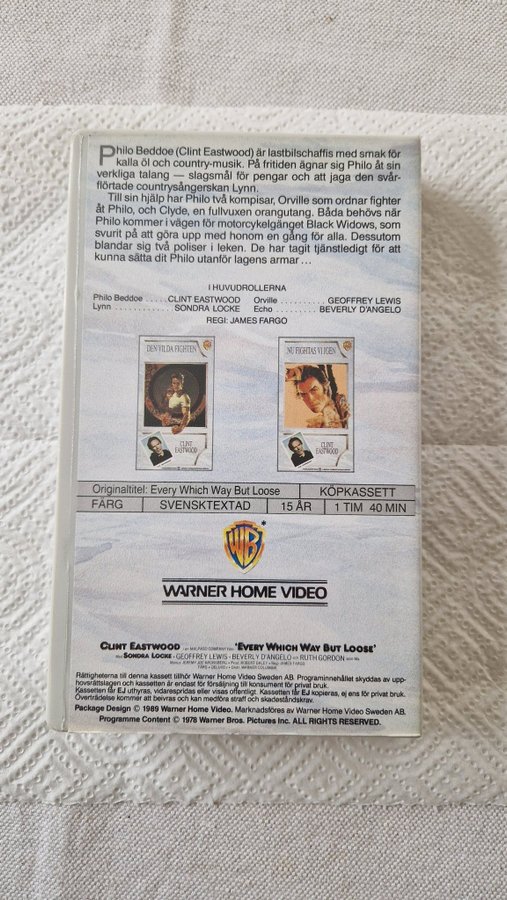 Philo Beddoe (Clint Eastwood) är lastbilschaffis med smak för
kalla öl och country-musik. På fritiden ägnar sig Philo åt sin
verkliga talang — slagsmål för pengar och att jaga den svår-
flörtade countrysångerskan Lynn.
Till sin hjälp har Philo två kompisar, Orville som ordnar fighter
åt Philo, och Clyde, en fullvuxen orangutang. Båda behövs när
Philo kommer i vägen för motorcykelgänget Black Widows, som
svurit på att göra upp med honom en gång för alla. Dessutom
blandar sig två poliser i leken. De har tagit tjänstledigt för att
kunna sätta dit Philo utanför lagens armar ...
I HUVUDROLLERNA
Philo Beddoe ..... CLINT EASTWOOD Orville .......... GEOFFREY LEWIS
Lynn ............ SONDRA LOCKE Echo ......... BEVERLY D'ANGELO
REGI: JAMES FARGO
DEN VILDA FIGHTEN
CLINT
EASTWOOD
NU FIGHTAS VI IGEN
CLINT
EASTWOOD
Originaltitel: Every Which Way But Loose KÖPKASSETT
FÄRG SVENSKTEXTAD 15 ÅR 1 TIM 40 MIN
WB
WARNER HOME VIDEO
CLINT EASTWOOD 'EVERY WHICH WAY BUT LOOSE'
SONDRA LOCKE · GEOFFREY LEWIS · BEVERLY D'ANGELO RUTH GORDON
Rättigheterna till denna kassett tillhör Warner Home Video Sweden AB. Programinnehållet skyddas av upp-
hovsrättslagen och kassetten är endast för försäljning till konsument för privat bruk.
Kassetten får EJ uthyras, vidarespridas eller visas offentligt. Kassetten får EJ kopieras, ej ens för privat bruk.
Överträdelser kommer att beivras och kan medföra straff och skadeståndskrav.
Package Design © 1989 Warner Home Video. Marknadsföres av Warner Home Video Sweden AB.
Programme Content © 1978 Warner Bros. Pictures Inc. ALL RIGHTS RESERVED.